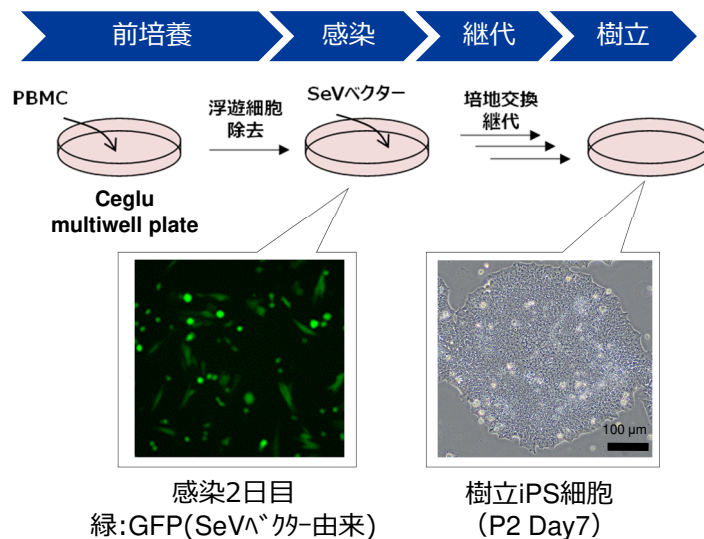 前培養
感染
継代
樹立
PBMC
浮遊細胞
除去
SeVベクター
培地交換
継代
Ceglu
multiwell plate
100 µm
感染2日目
緑:GFP(SeVベクター由来)
樹立iPS細胞
（P2 Day7）